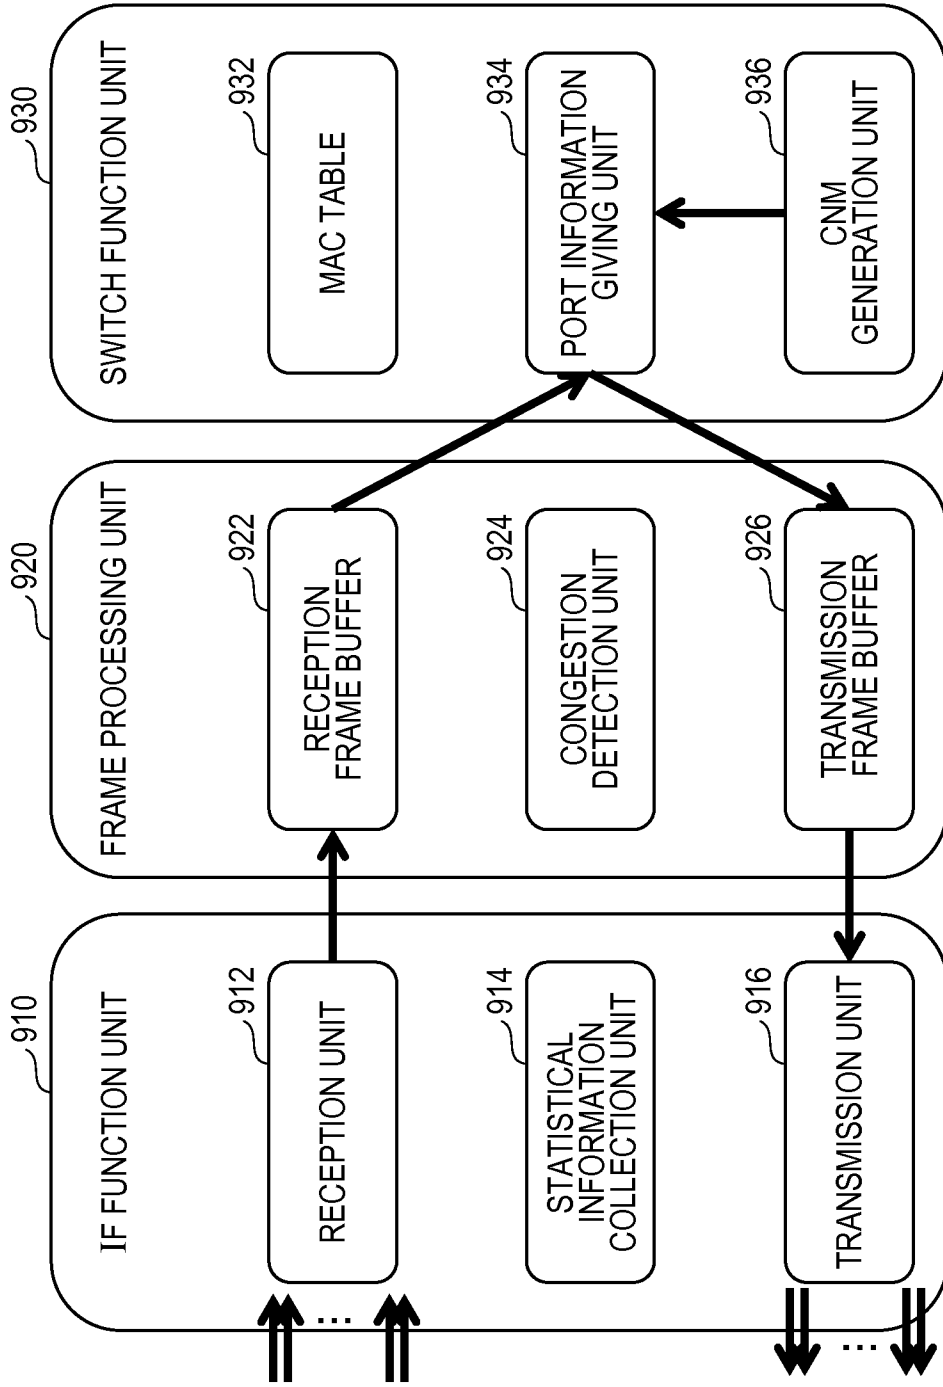 910
IF FUNCTION UNIT
912
RECEPTION UNIT
...
914
STATISTICAL
INFORMATION
COLLECTION UNIT
916
TRANSMISSION UNIT
...
920
FRAME PROCESSING UNIT
922
RECEPTION
FRAME BUFFER
924
CONGESTION
DETECTION UNIT
926
TRANSMISSION
FRAME BUFFER
930
SWITCH FUNCTION UNIT
932
MAC TABLE
934
PORT INFORMATION
GIVING UNIT
936
CNM
GENERATION UNIT